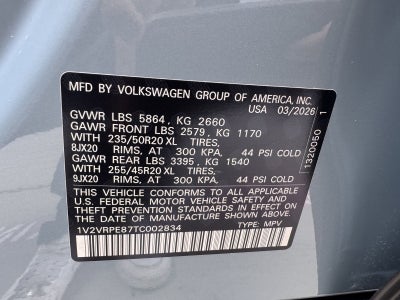 MFD BY VOLKSWAGEN GROUP OF AMERICA, INC.
USA 03/2026
GVWR LBS 5864, KG 2660
GAWR FRONT LBS 2579, KG 1170
WITH 235/50R20 XL TIRES,
8JX20 RIMS, AT 300 KPA, 44 PSI COLD
GAWR REAR LBS 3395, KG 1540
WITH 255/45R20 XL TIRES,
9JX20 RIMS, AT 300 KPA, 44 PSI COLD
THIS VEHICLE CONFORMS TO ALL APPLICABLE
U.S. FEDERAL MOTOR VEHICLE SAFETY
STANDARDS IN EFFECT ON THE
DATE OF MANUFACTURE SHOWN ABOVE.
1V2VRPE87TC002834 TYPE: MPV
1320050 1